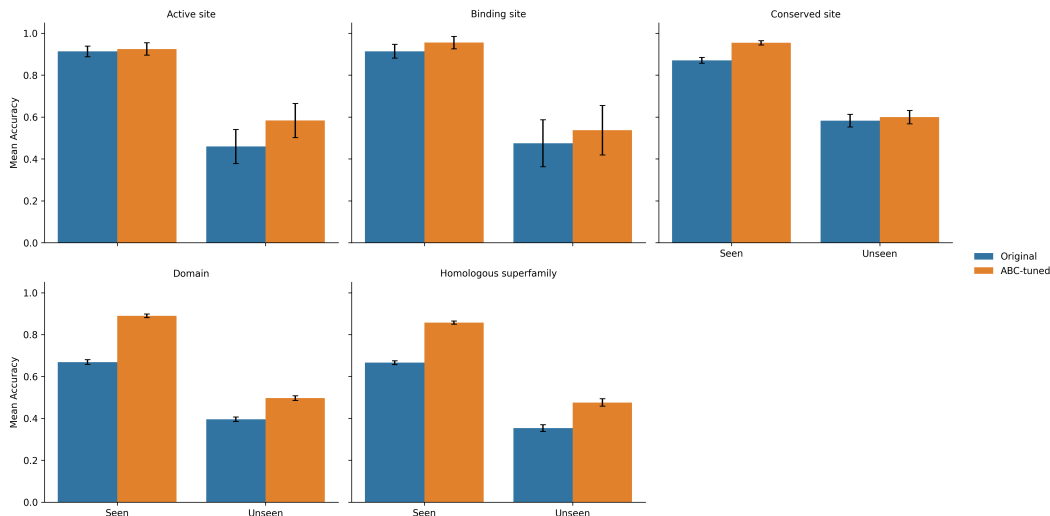 Active site
Binding site
Conserved site
Mean Accuracy
1.0
0.8
0.6
0.4
0.2
0.0
Seen
Unseen
Original
ABC-tuned
Domain
Homologous superfamily
Mean Accuracy
1.0
0.8
0.6
0.4
0.2
0.0
Seen
Unseen
Seen
Unseen